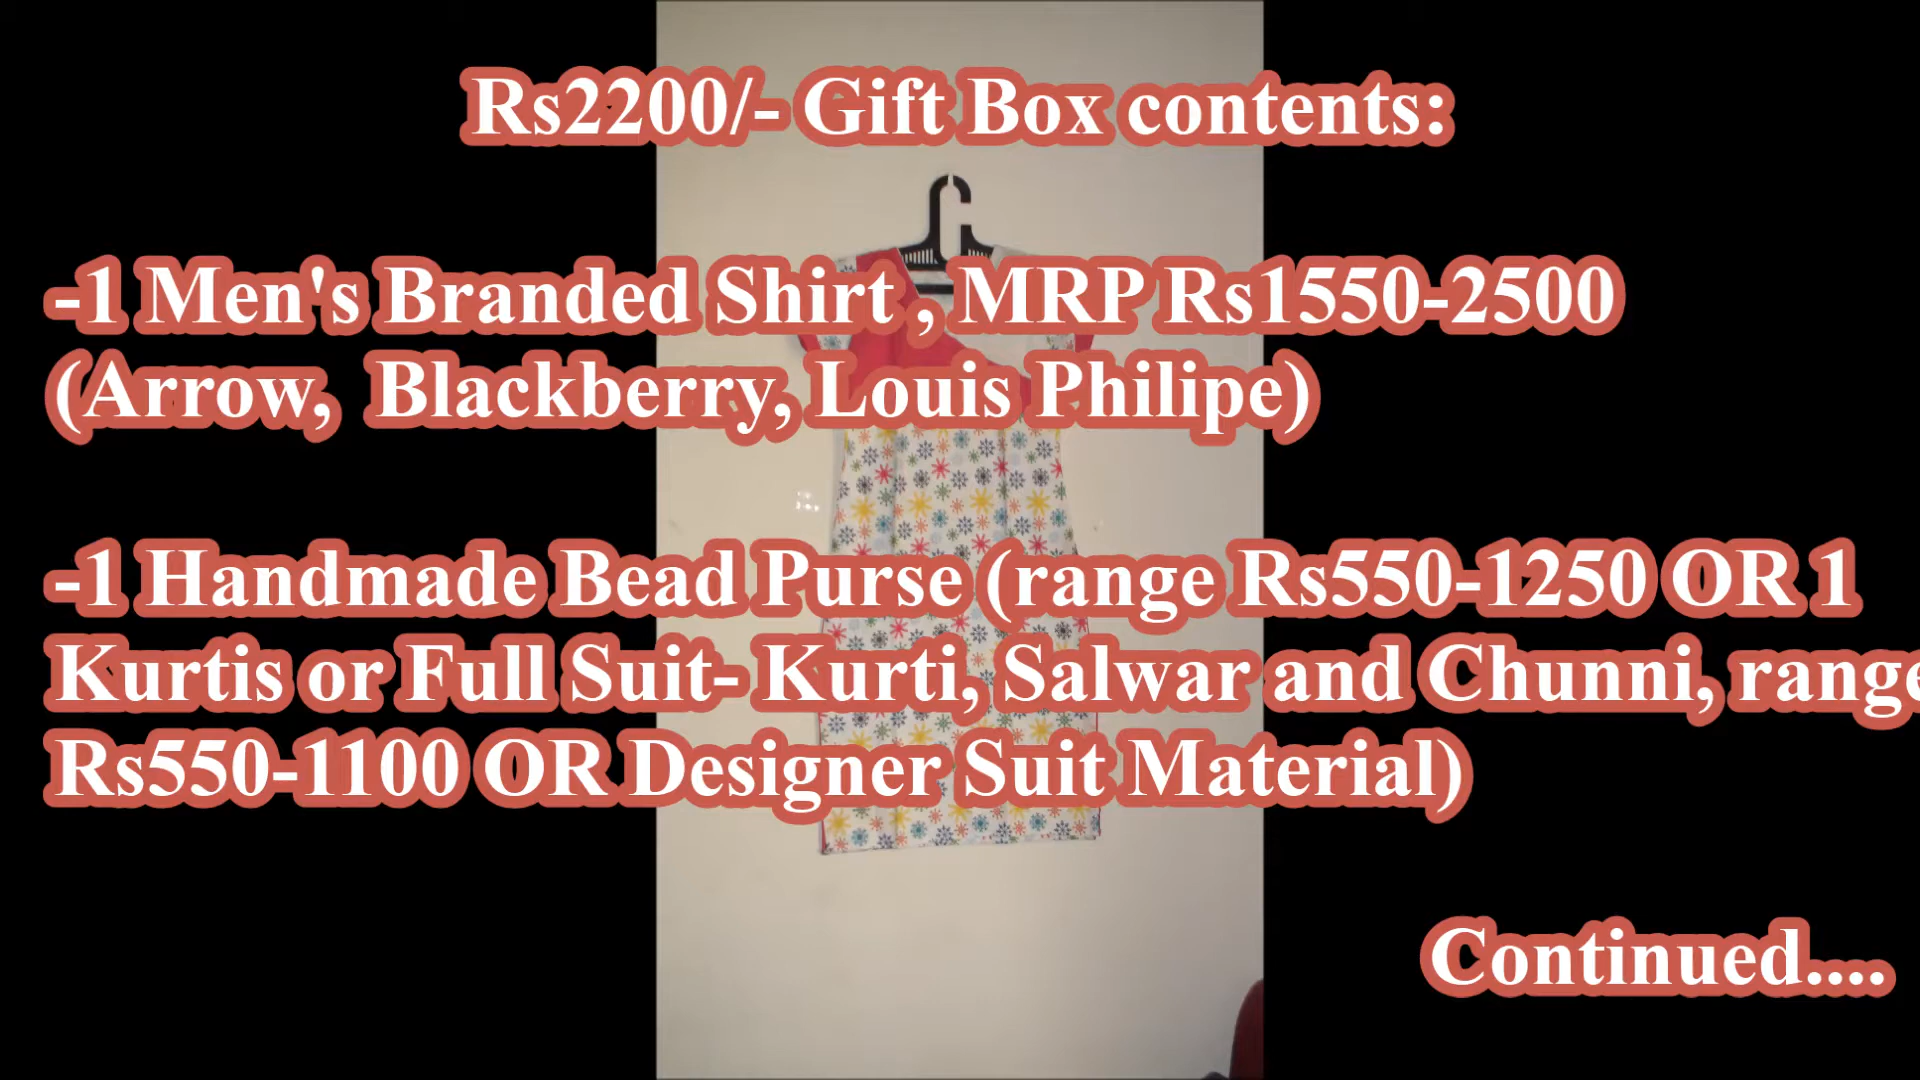 Rs2200/- Gift Box contents:
-1 Men's Branded Shirt , MRP Rs1550-2500
(Arrow, Blackberry, Louis Philipe)
-1 Handmade Bead Purse (range Rs550-1250 OR 1
Kurtis or Full Suit- Kurti, Salwar and Chunni, range
Rs550-1100 OR Designer Suit Material)
Continued....